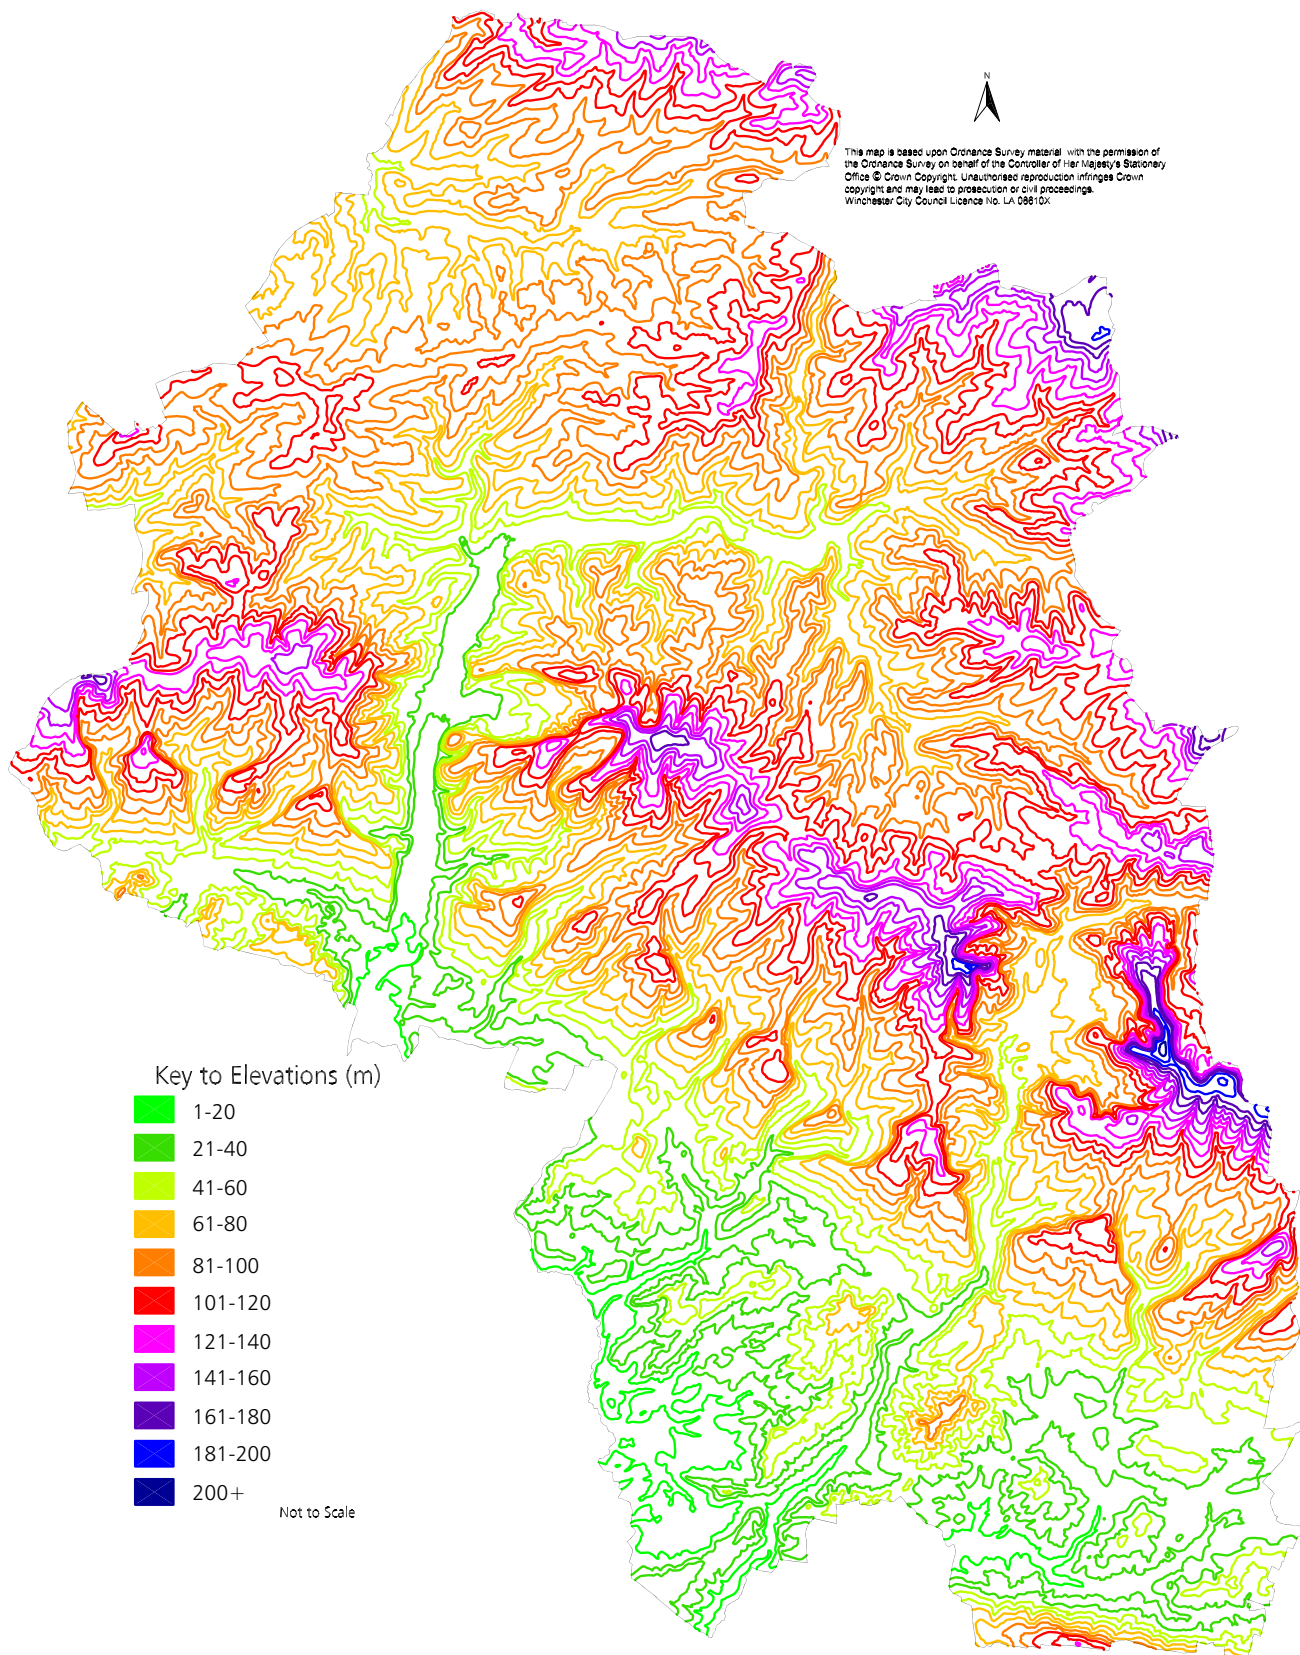 N
This map is based upon Ordnance Survey material with the permission of
the Ordnance Survey on behalf of the Controller of Her Majesty's Stationery
Office © Crown Copyright. Unauthorised reproduction infringes Crown
copyright and may lead to prosecution or civil proceedings.
Winchester City Council Licence No. LA 08610X
Key to Elevations (m)
1-20
21-40
41-60
61-80
81-100
101-120
121-140
141-160
161-180
181-200
200+
Not to Scale